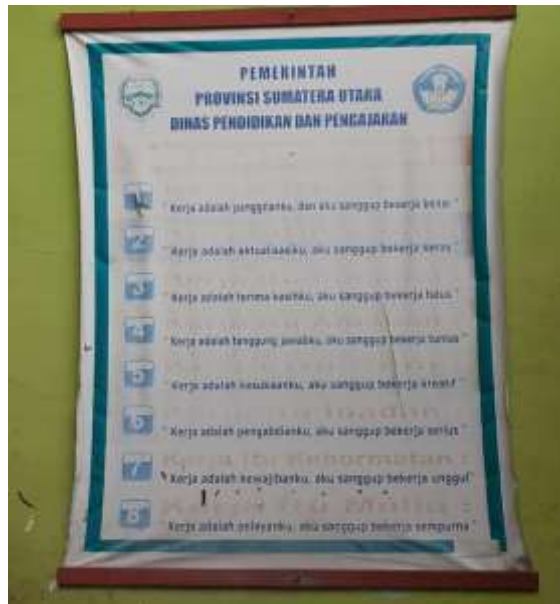 PEMERINTAH
PROVINSI SUMATERA UTARA
DINAS PENDIDIKAN DAN PENGAJARAN
1 "Kerja adalah panggilanku, dan aku sanggup bekerja benar"
2 "Kerja adalah aktualisasiku, aku sanggup bekerja keras"
3 "Kerja adalah terima kasihku, aku sanggup bekerja tulus"
4 "Kerja adalah tanggung jawabku, aku sanggup bekerja tuntas"
5 "Kerja adalah kesukaanku, aku sanggup bekerja kreatif"
6 "Kerja adalah pengabdianku, aku sanggup bekerja serius"
7 "Kerja adalah kewajibanku, aku sanggup bekerja unggul"
8 "Kerja adalah pelayanku, aku sanggup bekerja sempurna"